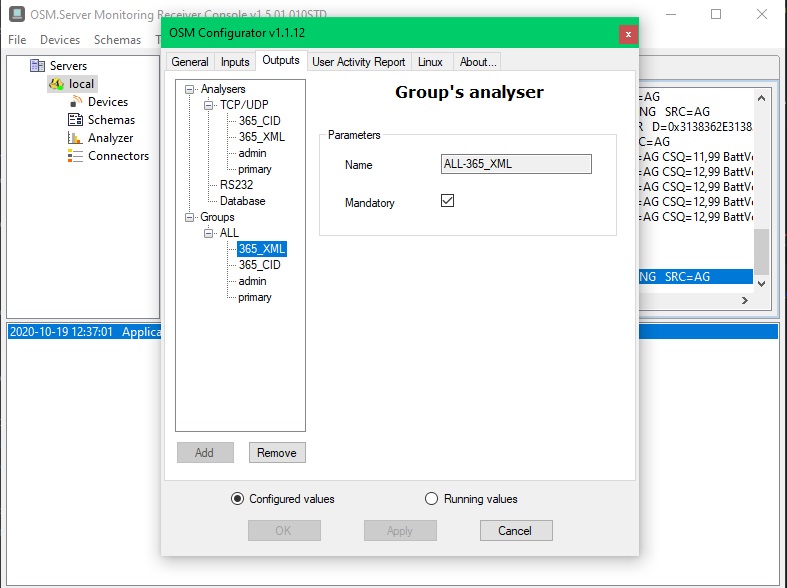 OSM.Server Monitoring Receiver Console v1.5.01.010STD
File Devices Schemas
Servers
local
Devices
Schemas
Analyzer
Connectors
OSM Configurator v1.1.12
x
General Inputs Outputs User Activity Report Linux About...
Analysers
TCP/UDP
365_CID
365_XML
admin
primary
RS232
Database
Groups
ALL
365_XML
365_CID
admin
primary
Add Remove
Group's analyser
Parameters
Name ALL-365_XML
Mandatory
Configured values Running values
OK Apply Cancel
=AG
NG SRC=AG
R D=0x3138362E3138
C=AG
=AG CSQ=11,99 BattV
=AG CSQ=12,99 BattV
=AG CSQ=12,99 BattV
=AG CSQ=12,99 BattV
=AG CSQ=12,99 BattV
NG SRC=AG
2020-10-19 12:37:01 Applica